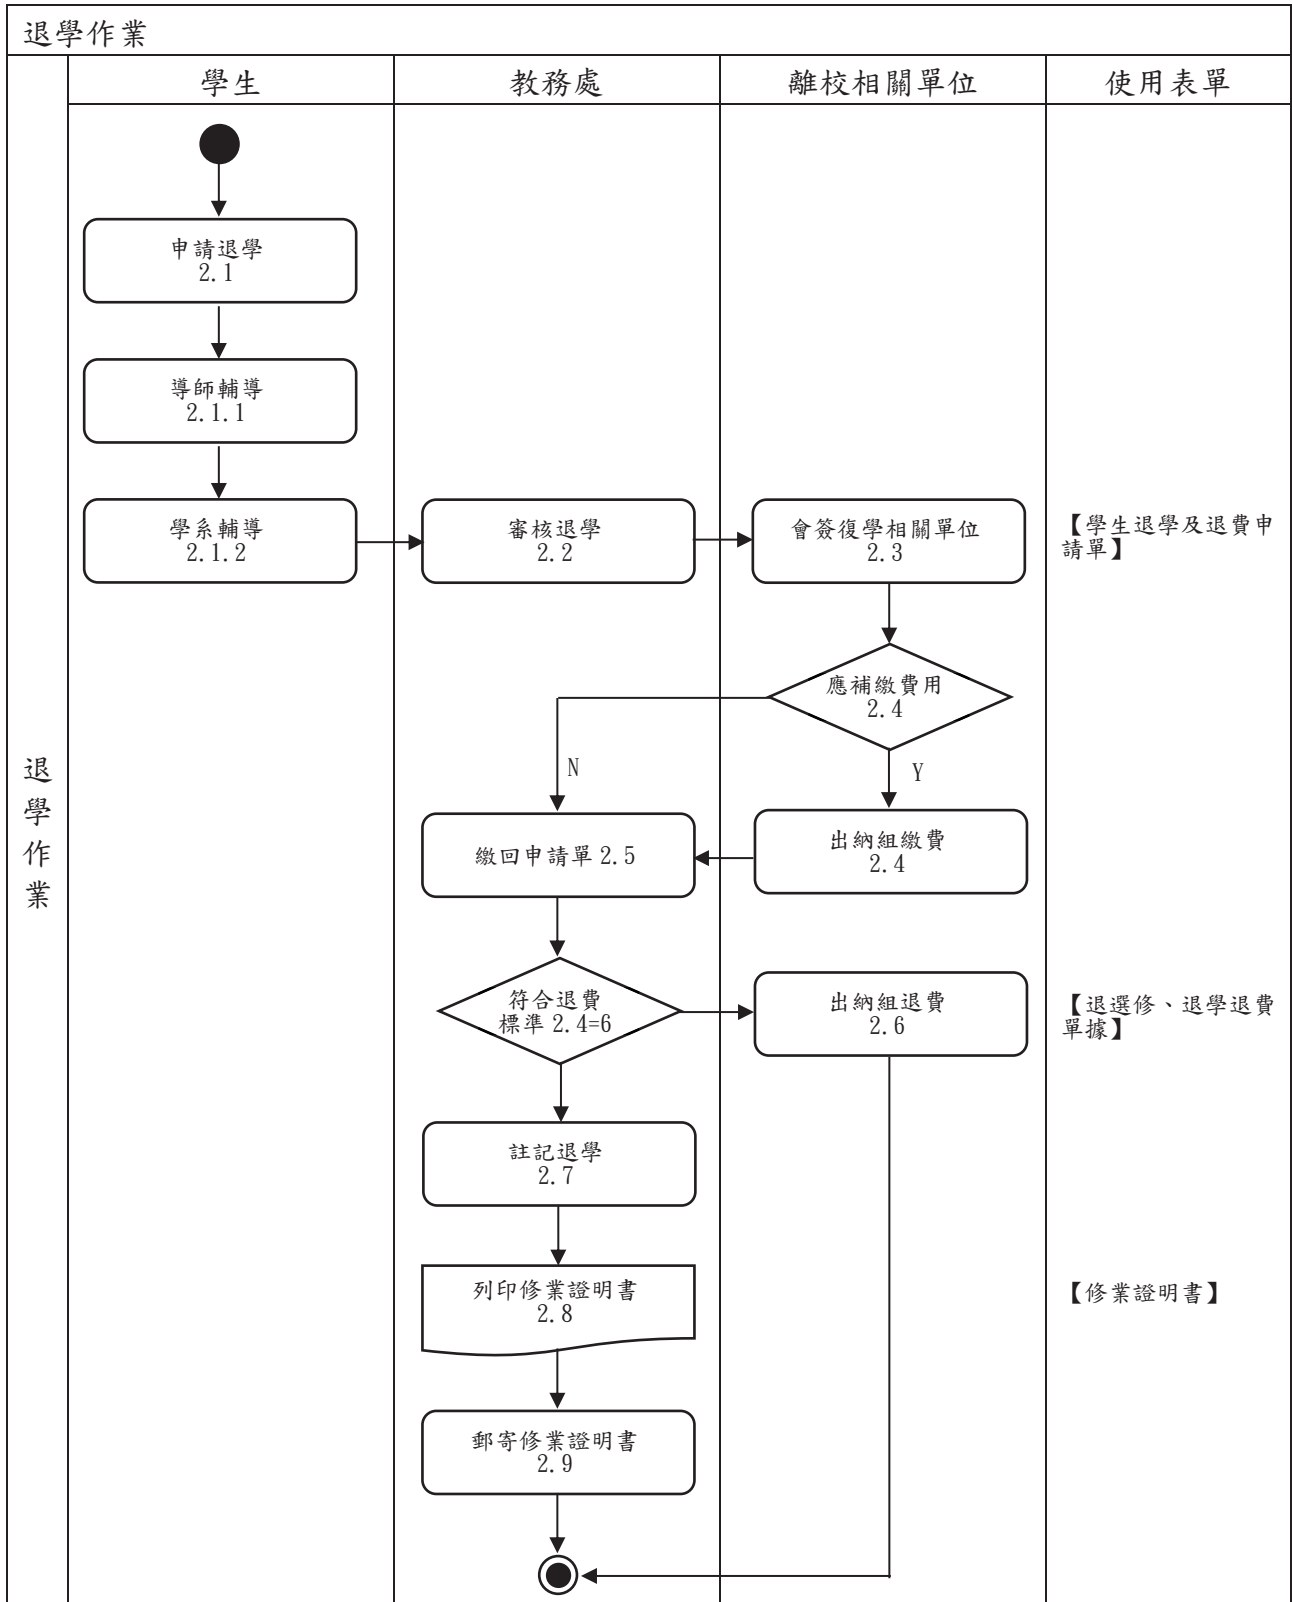 退學作業
學生
教務處
離校相關單位
使用表單
退
學
作
業
申請退學
2.1
導師輔導
2.1.1
學系輔導
2.1.2
審核退學
2.2
會簽復學相關單位
2.3
【學生退學及退費申
請單】
應補繳費用
2.4
N
Y
繳回申請單 2.5
出納組繳費
2.4
符合退費
標準 2.4=6
出納組退費
2.6
【退選修、退學退費
單據】
註記退學
2.7
列印修業證明書
2.8
【修業證明書】
郵寄修業證明書
2.9